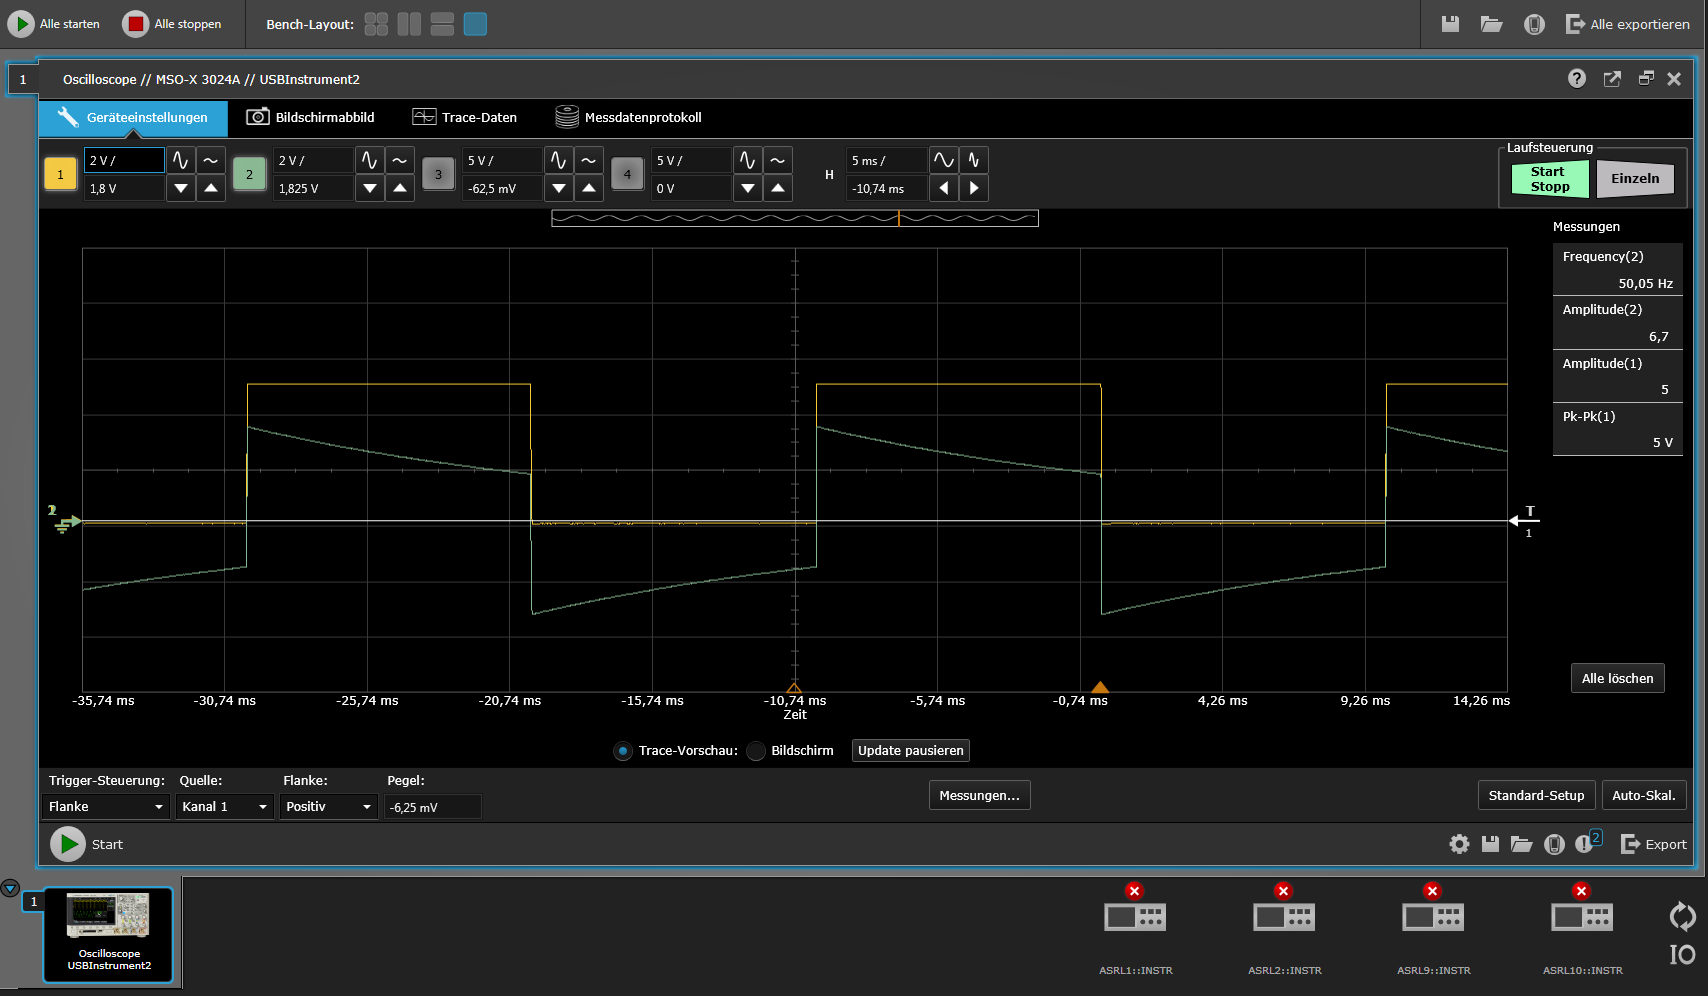 Alle starten
Alle stoppen
Bench-Layout:
Alle exportieren
1
Oscilloscope // MSO-X 3024A // USBInstrument2
Geräteeinstellungen
Bildschirmabbild
Trace-Daten
Messdatenprotokoll
1
2 V /
1,8 V
2
2 V /
1,825 V
3
5 V /
-62,5 mV
4
5 V /
0 V
H
5 ms /
-10,74 ms
Laufsteuerung
Start
Stopp
Einzeln
Messungen
Frequency(2)
50,05 Hz
Amplitude(2)
6,7
Amplitude(1)
5
Pk-Pk(1)
5 V
2
T
1
Alle löschen
-35,74 ms
-30,74 ms
-25,74 ms
-20,74 ms
-15,74 ms
-10,74 ms
-5,74 ms
-0,74 ms
4,26 ms
9,26 ms
14,26 ms
Zeit
Trace-Vorschau:
Bildschirm
Update pausieren
Trigger-Steuerung:
Quelle:
Flanke:
Pegel:
Flanke
Kanal 1
Positiv
-6,25 mV
Messungen...
Standard-Setup
Auto-Skal.
Start
2
Export
1
Oscilloscope
USBInstrument2
ASRL1::INSTR
ASRL2::INSTR
ASRL9::INSTR
ASRL10::INSTR
IO